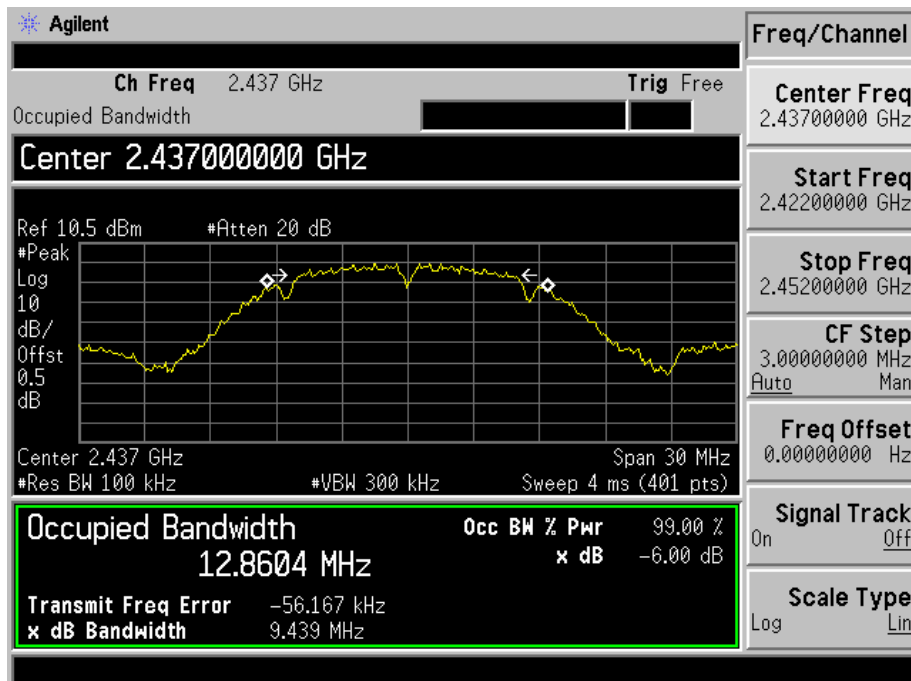 Agilent
Freq/Channel
Ch Freq 2.437 GHz Trig Free
Occupied Bandwidth
Center 2.437000000 GHz
Ref 10.5 dBm #Atten 20 dB
#Peak
Log
10
dB/
Offst
0.5
dB
Center 2.437 GHz Span 30 MHz
#Res BW 100 kHz #VBW 300 kHz Sweep 4 ms (401 pts)
Occupied Bandwidth
12.8604 MHz
Occ BW % Pwr 99.00 %
x dB -6.00 dB
Transmit Freq Error -56.167 kHz
x dB Bandwidth 9.439 MHz
Center Freq
2.43700000 GHz
Start Freq
2.42200000 GHz
Stop Freq
2.45200000 GHz
CF Step
3.00000000 MHz
Auto Man
Freq Offset
0.00000000 Hz
Signal Track
On Off
Scale Type
Log Lin